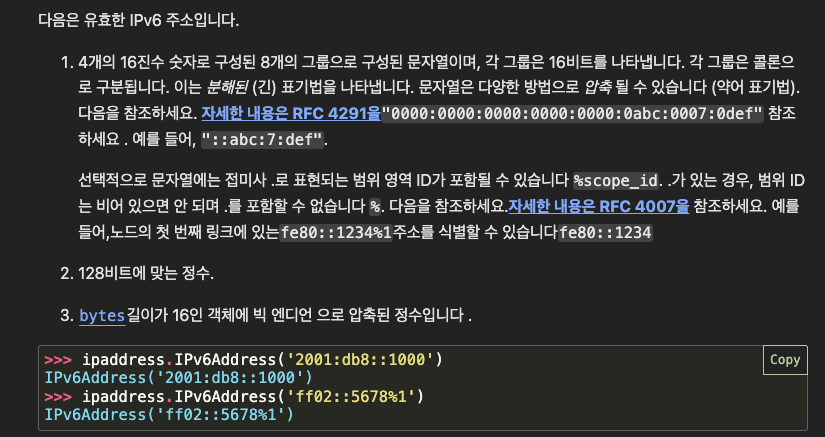 다음은 유효한 IPv6 주소입니다.
1. 4개의 16진수 숫자로 구성된 8개의 그룹으로 구성된 문자열이며, 각 그룹은 16비트를 나타냅니다. 각 그룹은 콜론으
로 구분됩니다. 이는 분해된 (긴) 표기법을 나타냅니다. 문자열은 다양한 방법으로 압축 될 수 있습니다 (약어 표기법).
다음을 참조하세요. 자세한 내용은 RFC 4291을"0000:0000:0000:0000:0000:0abc:0007:0def" 참조
하세요 . 예를 들어, "::abc:7:def".
선택적으로 문자열에는 접미사 .로 표현되는 범위 영역 ID가 포함될 수 있습니다 %scope_id. .가 있는 경우, 범위 ID
는 비어 있으면 안 되며 .를 포함할 수 없습니다 %. 다음을 참조하세요.자세한 내용은 RFC 4007을 참조하세요. 예를
들어,노드의 첫 번째 링크에 있는fe80::1234%1주소를 식별할 수 있습니다fe80::1234
2. 128비트에 맞는 정수.
3. bytes길이가 16인 객체에 빅 엔디언 으로 압축된 정수입니다 .
>>> ipaddress.IPv6Address('2001:db8::1000')
Copy
IPv6Address('2001:db8::1000')
>>> ipaddress.IPv6Address('ff02::5678%1')
IPv6Address('ff02::5678%1')